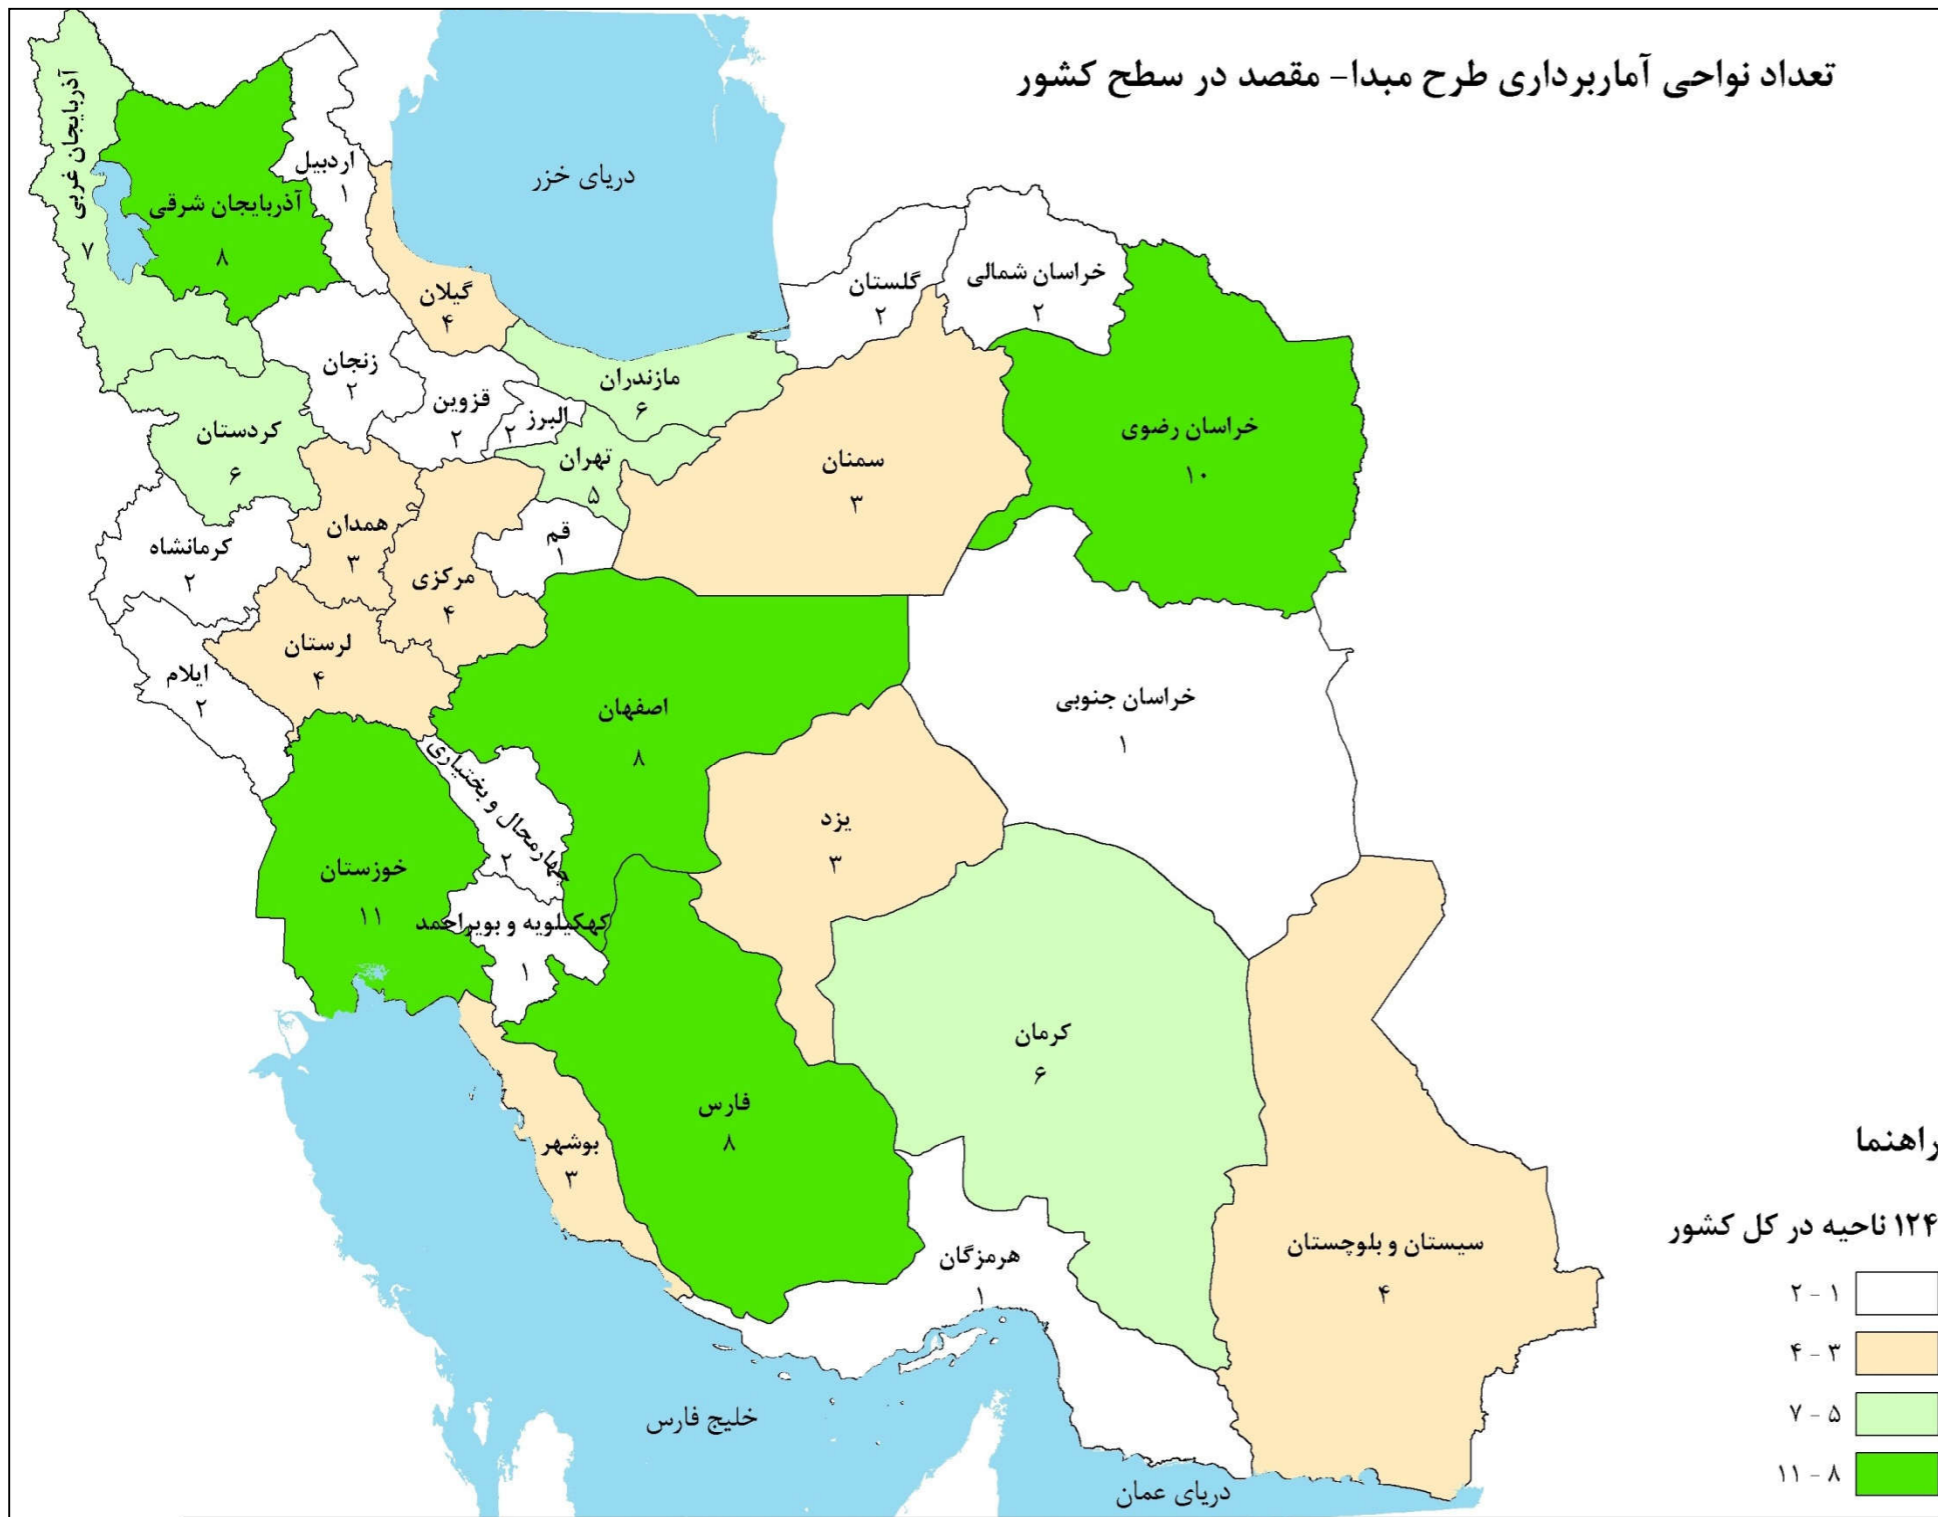 تعداد نواحی آماربرداری طرح مبدا- مقصد در سطح کشور
دریای خزر
آذربایجان غربی
۷
آذربایجان شرقی
۸
اردبیل
۱
گیلان
۴
گلستان
۲
خراسان شمالی
۲
خراسان رضوی
۱۰
زنجان
۲
قزوین
۲
البرز
۲
مازندران
۶
تهران
۵
سمنان
۳
کردستان
۶
همدان
۳
مرکزی
۴
قم
۱
کرمانشاه
۲
لرستان
۴
ایلام
۲
اصفهان
۸
خراسان جنوبی
۱
چهارمحال و بختیاری
۲
یزد
۳
خوزستان
۱۱
کهکیلویه و بویراحمد
۱
کرمان
۶
فارس
۸
بوشهر
۳
هرمزگان
۱
سیستان و بلوچستان
۴
خلیج فارس
دریای عمان
راهنما
۱۲۴ ناحیه در کل کشور
۱ - ۲
۳ - ۴
۵ - ۷
۸ - ۱۱